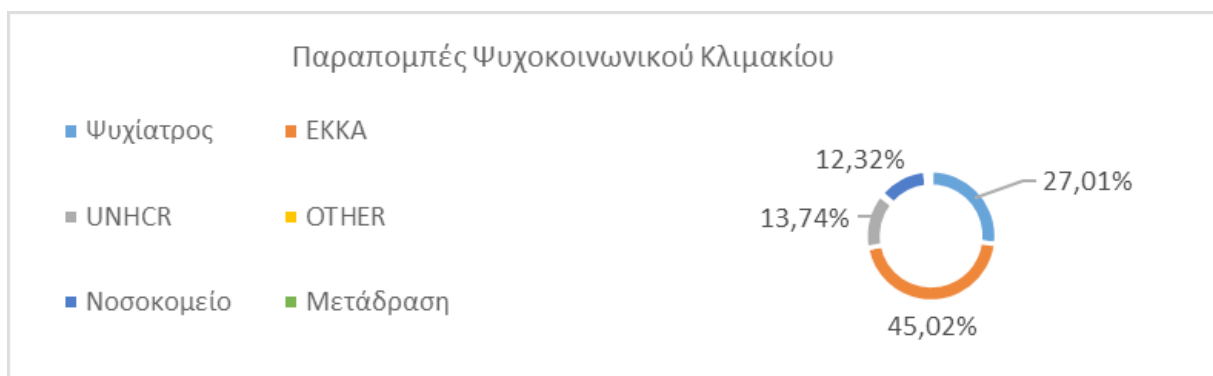 Παραπομπές Ψυχοκοινωνικού Κλιμακίου
Ψυχίατρος ΕΚΚΑ
UNHCR OTHER
Νοσοκομείο Μετάδραση
12,32%
27,01%
13,74%
45,02%